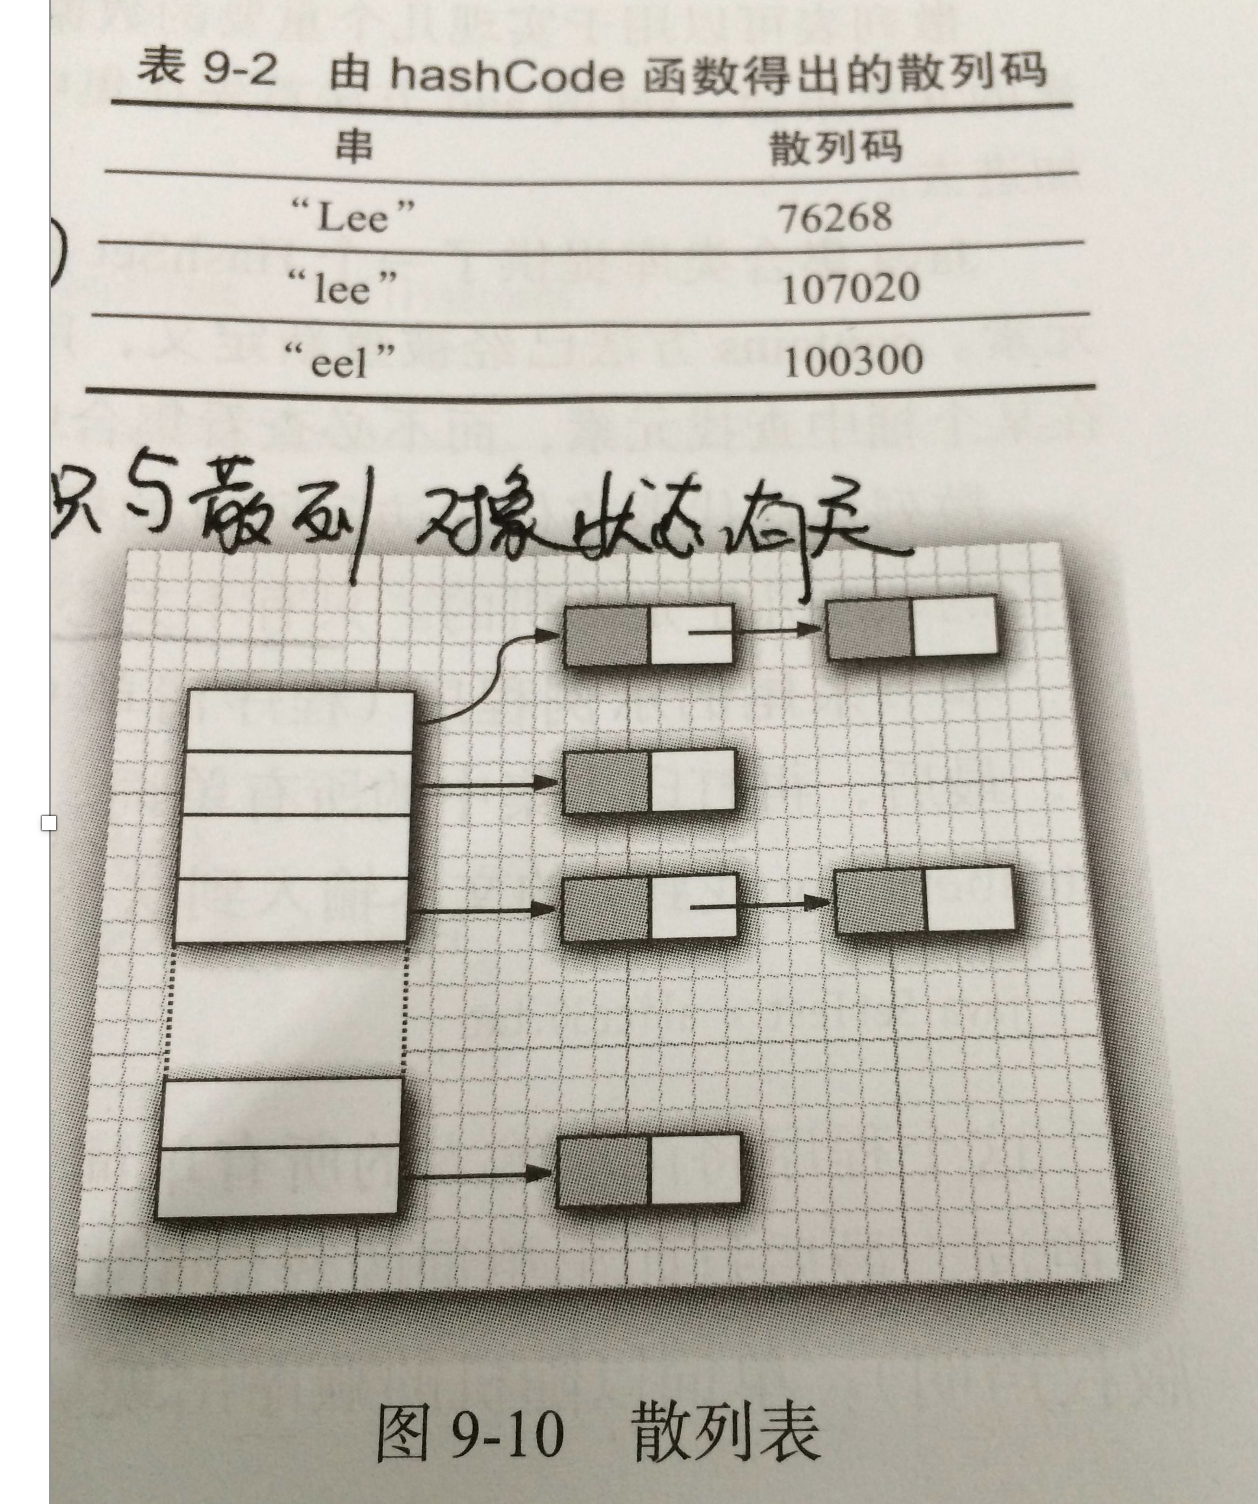 表 9-2 由 hashCode 函数得出的散列码
串 散列码
“Lee” 76268
“lee” 107020
“eel” 100300
只与散列 对象状态有关
图 9-10 散列表